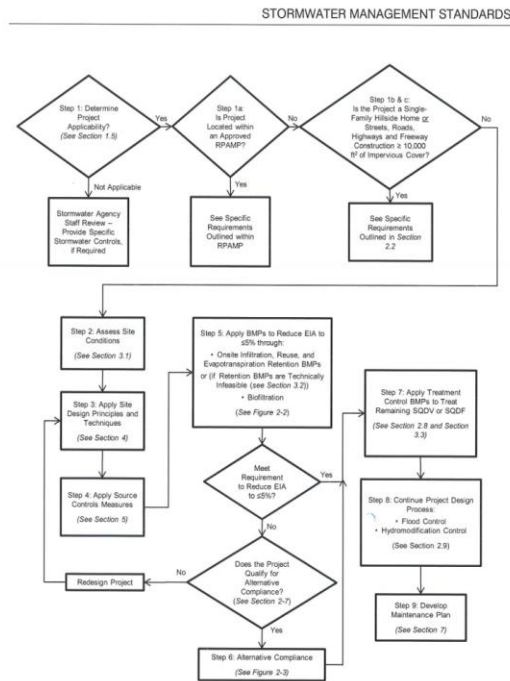 STORMWATER MANAGEMENT STANDARDS
Step 1: Determine
Project
Applicability?
(See Section 1.5)
Yes
Step 1a:
Is Project
Located within
an Approved
RPAMP?
No
Step 1b & c:
Is the Project a Single-
Family Hillside Home or
Streets, Roads,
Highways and Freeway
Construction ≥ 10,000
ft² of Impervious Cover?
No
Not Applicable
Yes
Yes
Stormwater Agency
Staff Review –
Provide Specific
Stormwater Controls,
if Required
See Specific
Requirements
Outlined within
RPAMP
See Specific
Requirements
Outlined in Section
2.2
Step 2: Assess Site
Conditions
(See Section 3.1)
Step 3: Apply Site
Design Principles and
Techniques
(See Section 4)
Step 4: Apply Source
Controls Measures
(See Section 5)
Redesign Project
Step 5: Apply BMPs to Reduce EIA to
≤5% through:
• Onsite Infiltration, Reuse, and
Evapotranspiration Retention BMPs
or (if Retention BMPs are Technically
Infeasible (see Section 3.2))
• Biofiltration
(See Figure 2-2)
Meet
Requirement
to Reduce EIA
to ≤5%?
Yes
No
Does the Project
Qualify for
Alternative
Compliance?
(See Section 2-7)
No
Yes
Step 6: Alternative Compliance
(See Figure 2-3)
Step 7: Apply Treatment
Control BMPs to Treat
Remaining SQDV or SQDF
(See Section 2.8 and Section
3.3)
Step 8: Continue Project Design
Process:
• Flood Control
• Hydromodification Control
(See Section 2.9)
Step 9: Develop
Maintenance Plan
(See Section 7)